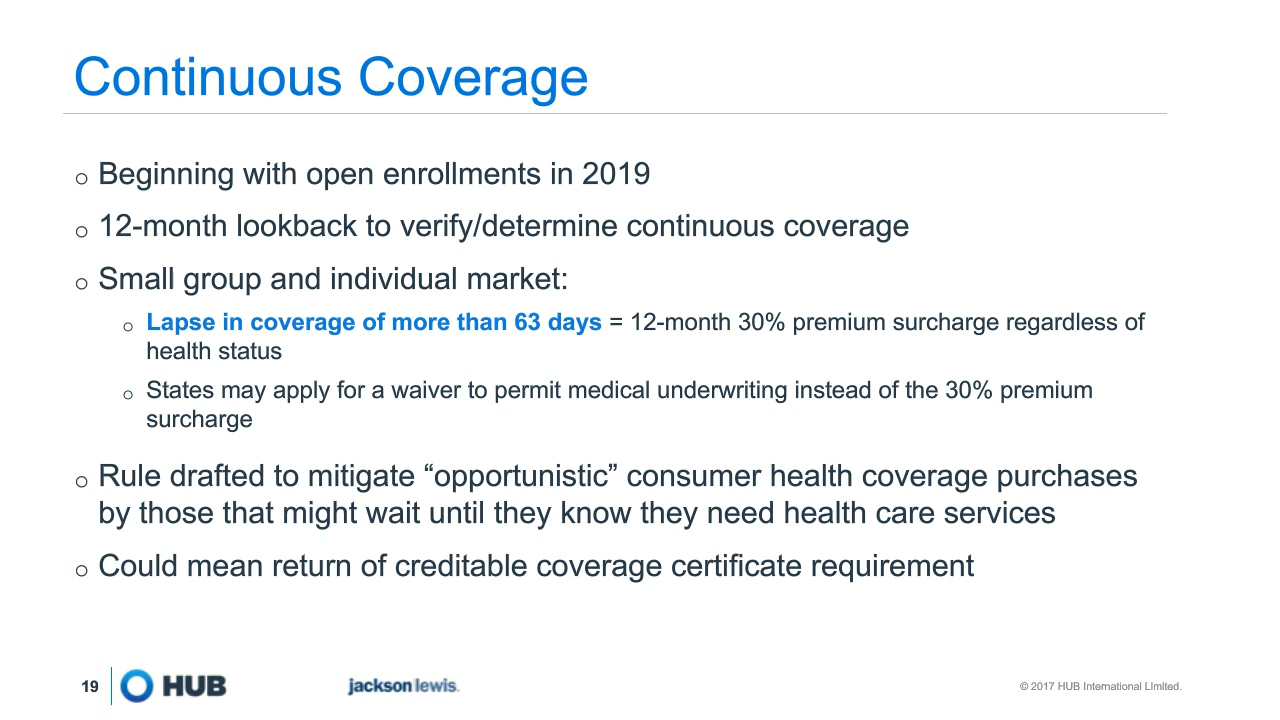 Continuous Coverage
o Beginning with open enrollments in 2019
o 12-month lookback to verify/determine continuous coverage
o Small group and individual market:
o Lapse in coverage of more than 63 days = 12-month 30% premium surcharge regardless of
health status
o States may apply for a waiver to permit medical underwriting instead of the 30% premium
surcharge
o Rule drafted to mitigate “opportunistic” consumer health coverage purchases
by those that might wait until they know they need health care services
o Could mean return of creditable coverage certificate requirement
19 HUB jacksonlewis. © 2017 HUB International Limited.